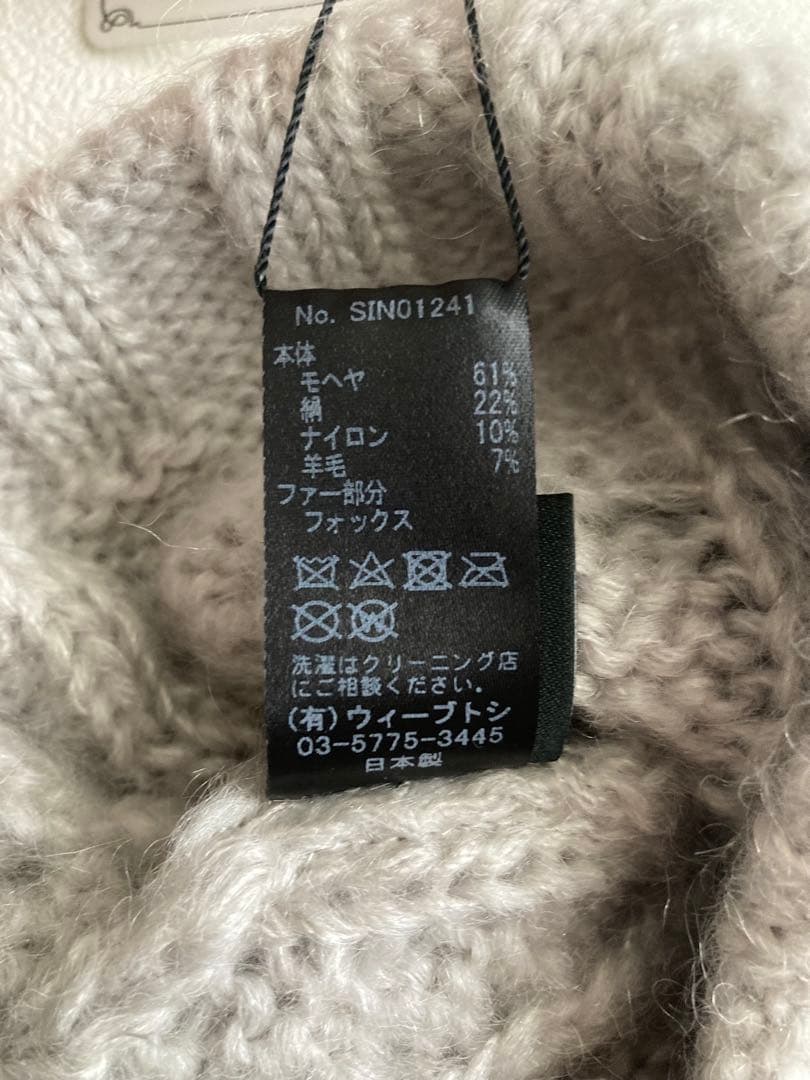 No. SIN01241
本体
モヘヤ 61%
絹 22%
ナイロン 10%
羊毛 7%
ファー部分
フォックス
洗濯はクリーニング店
にご相談ください。
(有)ウィーブトシ
03-5775-3445
日本製